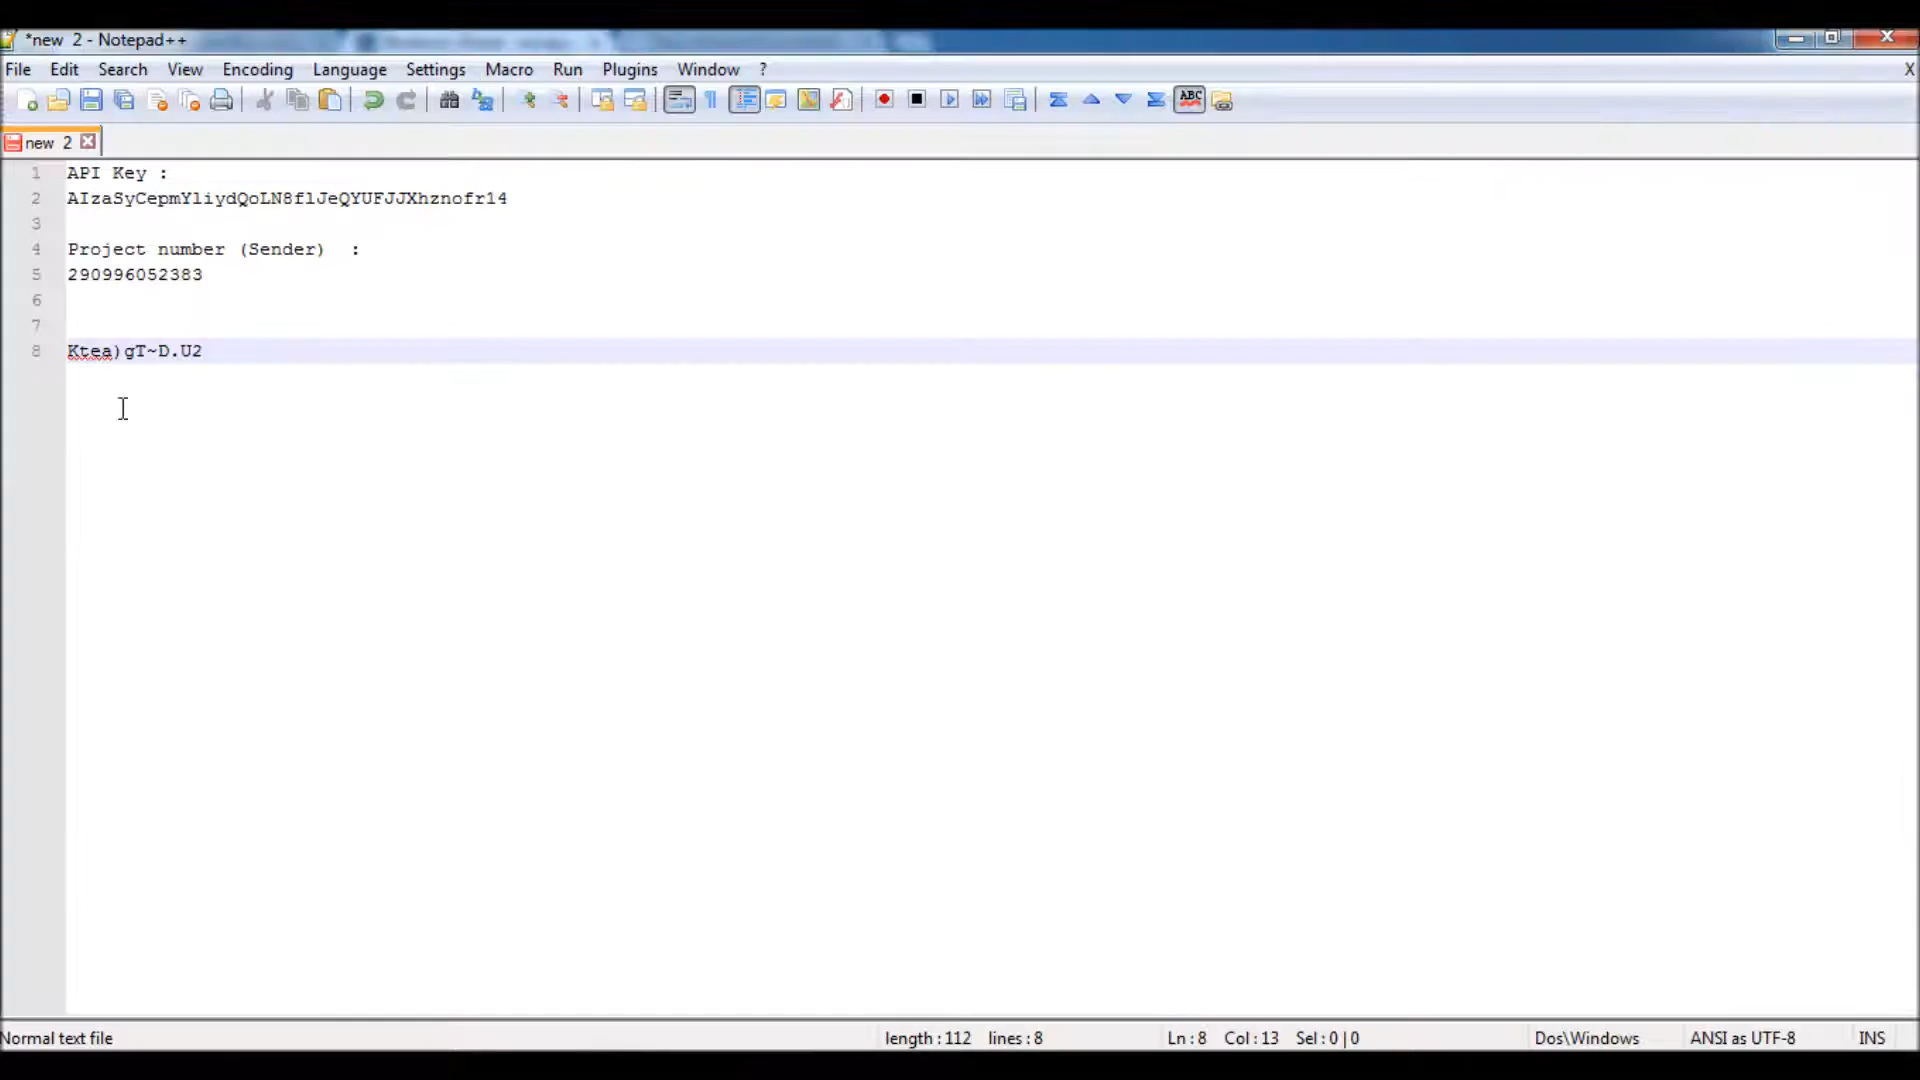 *new 2 - Notepad++
File Edit Search View Encoding Language Settings Macro Run Plugins Window ? X
ABC
new 2
1 API Key :
2 AIzaSyCepmYliydQoLN8flJeQYUFJJXhznofr14
3
4 Project number (Sender) :
5 290996052383
6
7
8 Ktea)gT~D.U2
Normal text file length : 112 lines : 8 Ln : 8 Col : 13 Sel : 0 | 0 Dos\Windows ANSI as UTF-8 INS